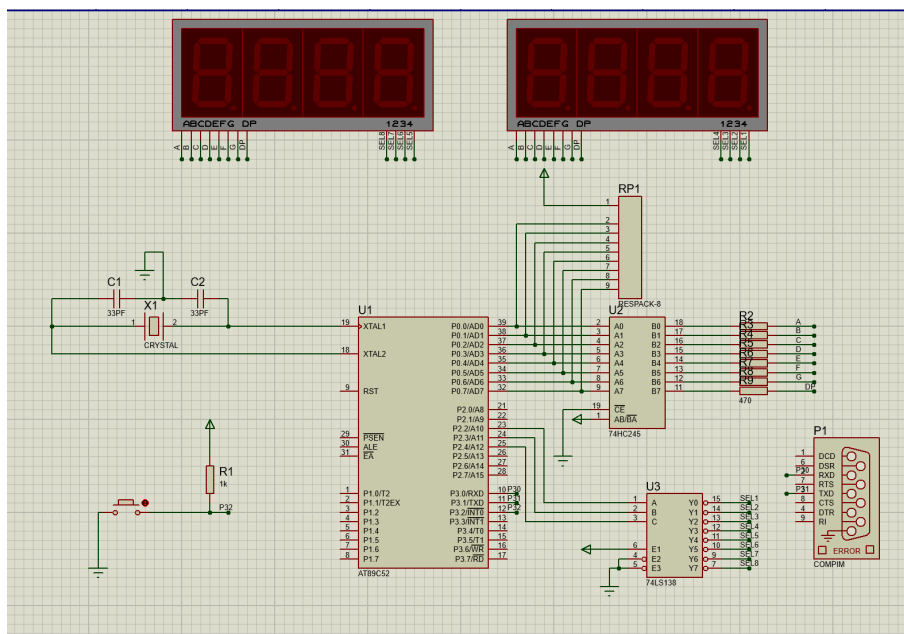 ABCDEFG DP 1234
ABCDEFG DP 1234
A B C D E F G DP SEL8 SEL7 SEL6 SEL5
A B C D E F G DP SEL4 SEL3 SEL2 SEL1
RP1
1
2
3
4
5
6
7
8
9
RESPACK-8
C1
33PF
C2
33PF
X1
1 2
CRYSTAL
U1
19 XTAL1
18 XTAL2
9 RST
29 PSEN
30 ALE
31 EA
1 P1.0/T2
2 P1.1/T2EX
3 P1.2
4 P1.3
5 P1.4
6 P1.5
7 P1.6
8 P1.7
P0.0/AD0 39
P0.1/AD1 38
P0.2/AD2 37
P0.3/AD3 36
P0.4/AD4 35
P0.5/AD5 34
P0.6/AD6 33
P0.7/AD7 32
P2.0/A8 21
P2.1/A9 22
P2.2/A10 23
P2.3/A11 24
P2.4/A12 25
P2.5/A13 26
P2.6/A14 27
P2.7/A15 28
P3.0/RXD 10 P30
P3.1/TXD 11 P31
P3.2/INT0 12 P32
P3.3/INT1 13
P3.4/T0 14
P3.5/T1 15
P3.6/WR 16
P3.7/RD 17
AT89C52
U2
2 A0 B0 18
3 A1 B1 17
4 A2 B2 16
5 A3 B3 15
6 A4 B4 14
7 A5 B5 13
8 A6 B6 12
9 A7 B7 11
19 CE
1 AB/BA
74HC245
R2 A
R3 B
R4 C
R5 D
R6 E
R7 F
R8 G
R9 DP
470
R1
1k
P32
U3
1 A Y0 15 SEL1
2 B Y1 14 SEL2
3 C Y2 13 SEL3
Y3 12 SEL4
Y4 11 SEL5
6 E1 Y5 10 SEL6
4 E2 Y6 9 SEL7
5 E3 Y7 7 SEL8
74LS138
P1
1 DCD
6 DSR
P30 2 RXD
7 RTS
P31 3 TXD
8 CTS
4 DTR
9 RI
ERROR
COMPIM